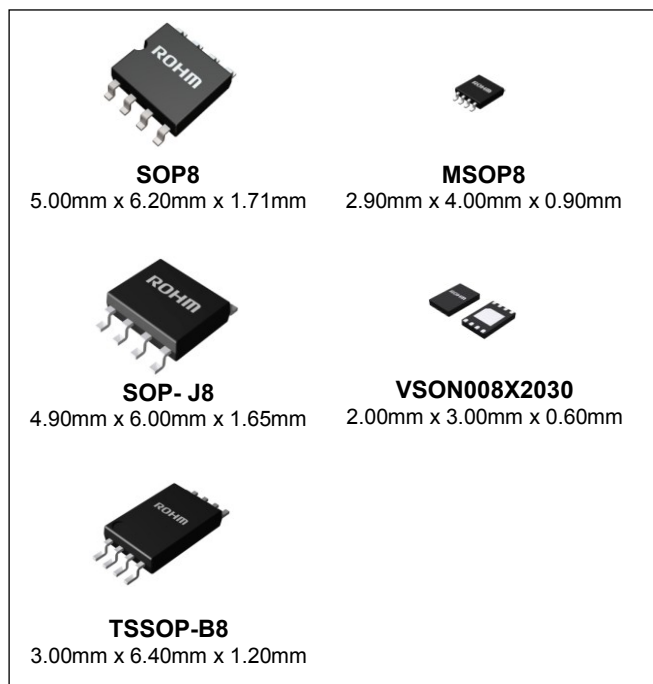 ROHM
SOP8
5.00mm x 6.20mm x 1.71mm
ROHM
MSOP8
2.90mm x 4.00mm x 0.90mm
ROHM
SOP- J8
4.90mm x 6.00mm x 1.65mm
ROHM
VSON008X2030
2.00mm x 3.00mm x 0.60mm
ROHM
TSSOP-B8
3.00mm x 6.40mm x 1.20mm